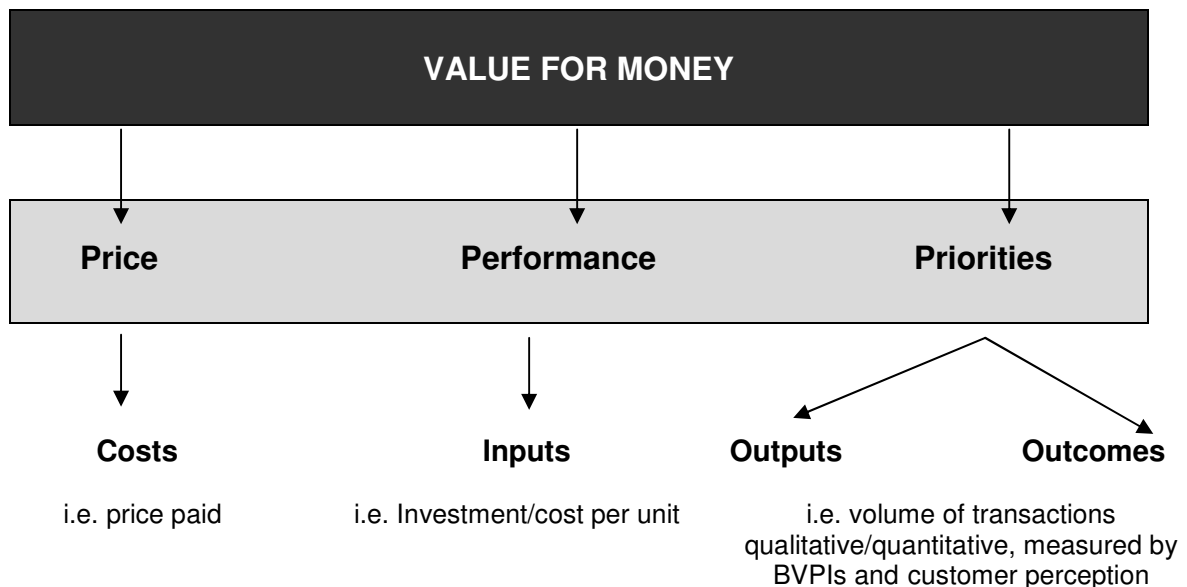 VALUE FOR MONEY
Price
Performance
Priorities
Costs
Inputs
Outputs
Outcomes
i.e. price paid
i.e. Investment/cost per unit
i.e. volume of transactions
qualitative/quantitative, measured by
BVPIs and customer perception